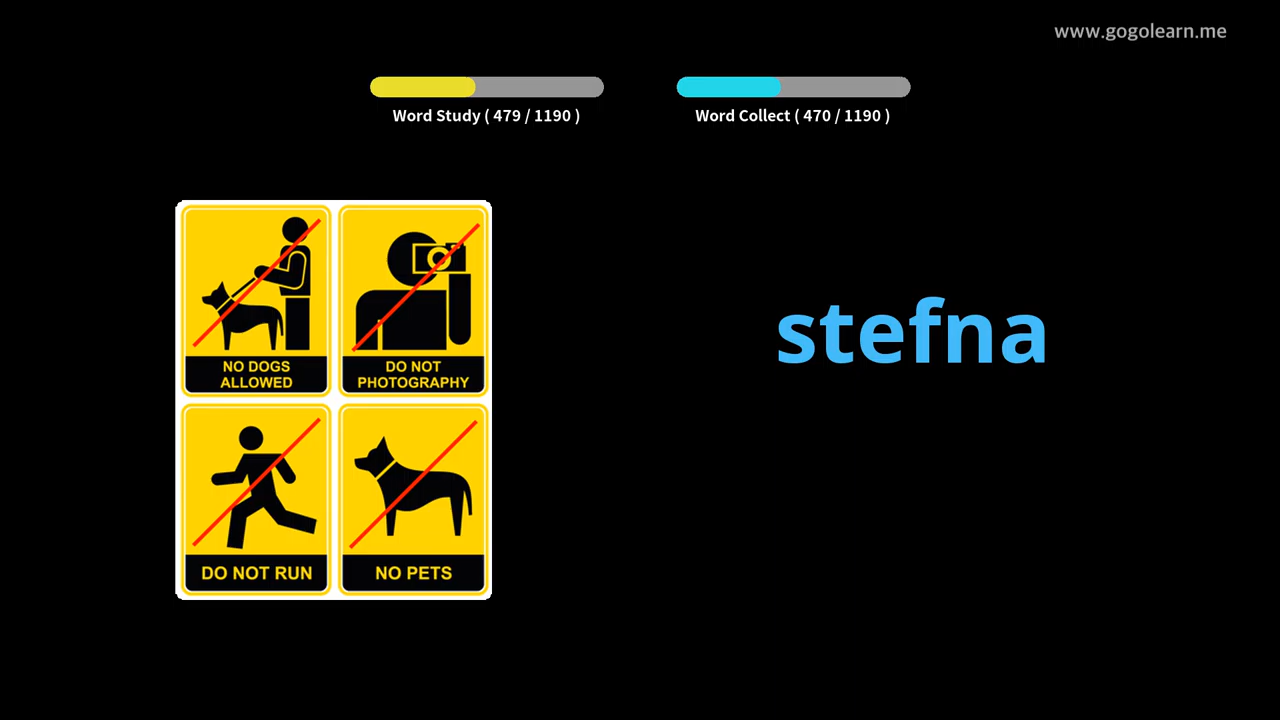 www.gogolearn.me
Word Study ( 479 / 1190 )
Word Collect ( 470 / 1190 )
NO DOGS
ALLOWED
DO NOT
PHOTOGRAPHY
DO NOT RUN
NO PETS
stefna